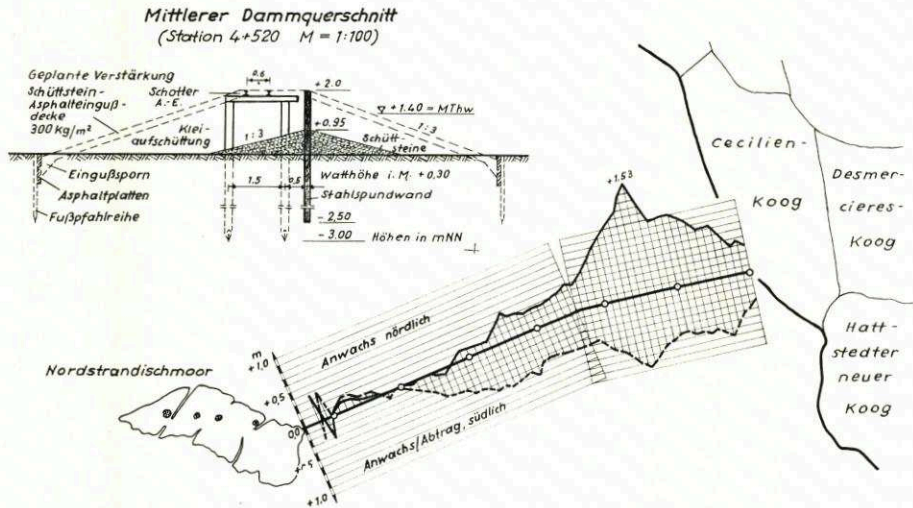 Mittlerer Dammquerschnitt
(Station 4+520 M = 1:100)
Geplante Verstärkung
Schüttstein-
Asphalteinguß-
decke
300 Kg/m²
0.6
Schotter
A.-E.
+2.0
+1.40 = MThw
+0.95
Klei-
aufschüttung
1:3
Schütt-
steine
1:3
Eingußsporn
Asphaltplatten
Fußpfahlreihe
1.5
0.5
Watthöhe i. M. +0,30
Stahlspundwand
-2,50
-3.00 Höhen in mNN
Cecilien-
Koog
Desmer-
cieres-
Koog
Hatt-
stedter
neuer
Koog
+1.53
Anwachs nördlich
Anwachs/Abtrag, südlich
Nordstrandischmoor
m
+1,0
+0,5
0,0
+1,0